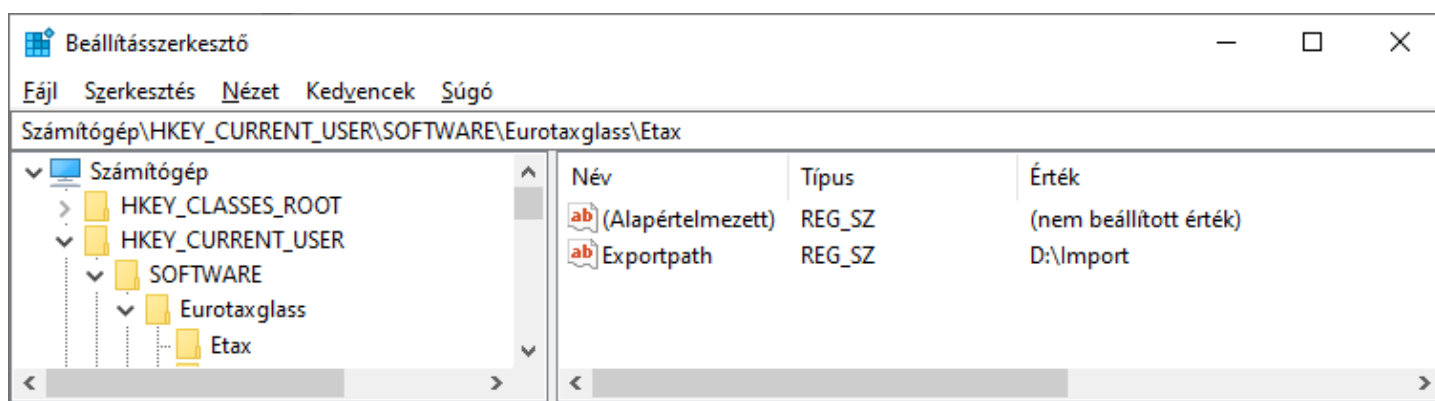 Beállításszerkesztő
Fájl Szerkesztés Nézet Kedvencek Súgó
Számítógép\HKEY_CURRENT_USER\SOFTWARE\Eurotaxglass\Etax
Számítógép
HKEY_CLASSES_ROOT
HKEY_CURRENT_USER
SOFTWARE
Eurotaxglass
Etax
Név Típus Érték
(Alapértelmezett) REG_SZ (nem beállított érték)
Exportpath REG_SZ D:\Import